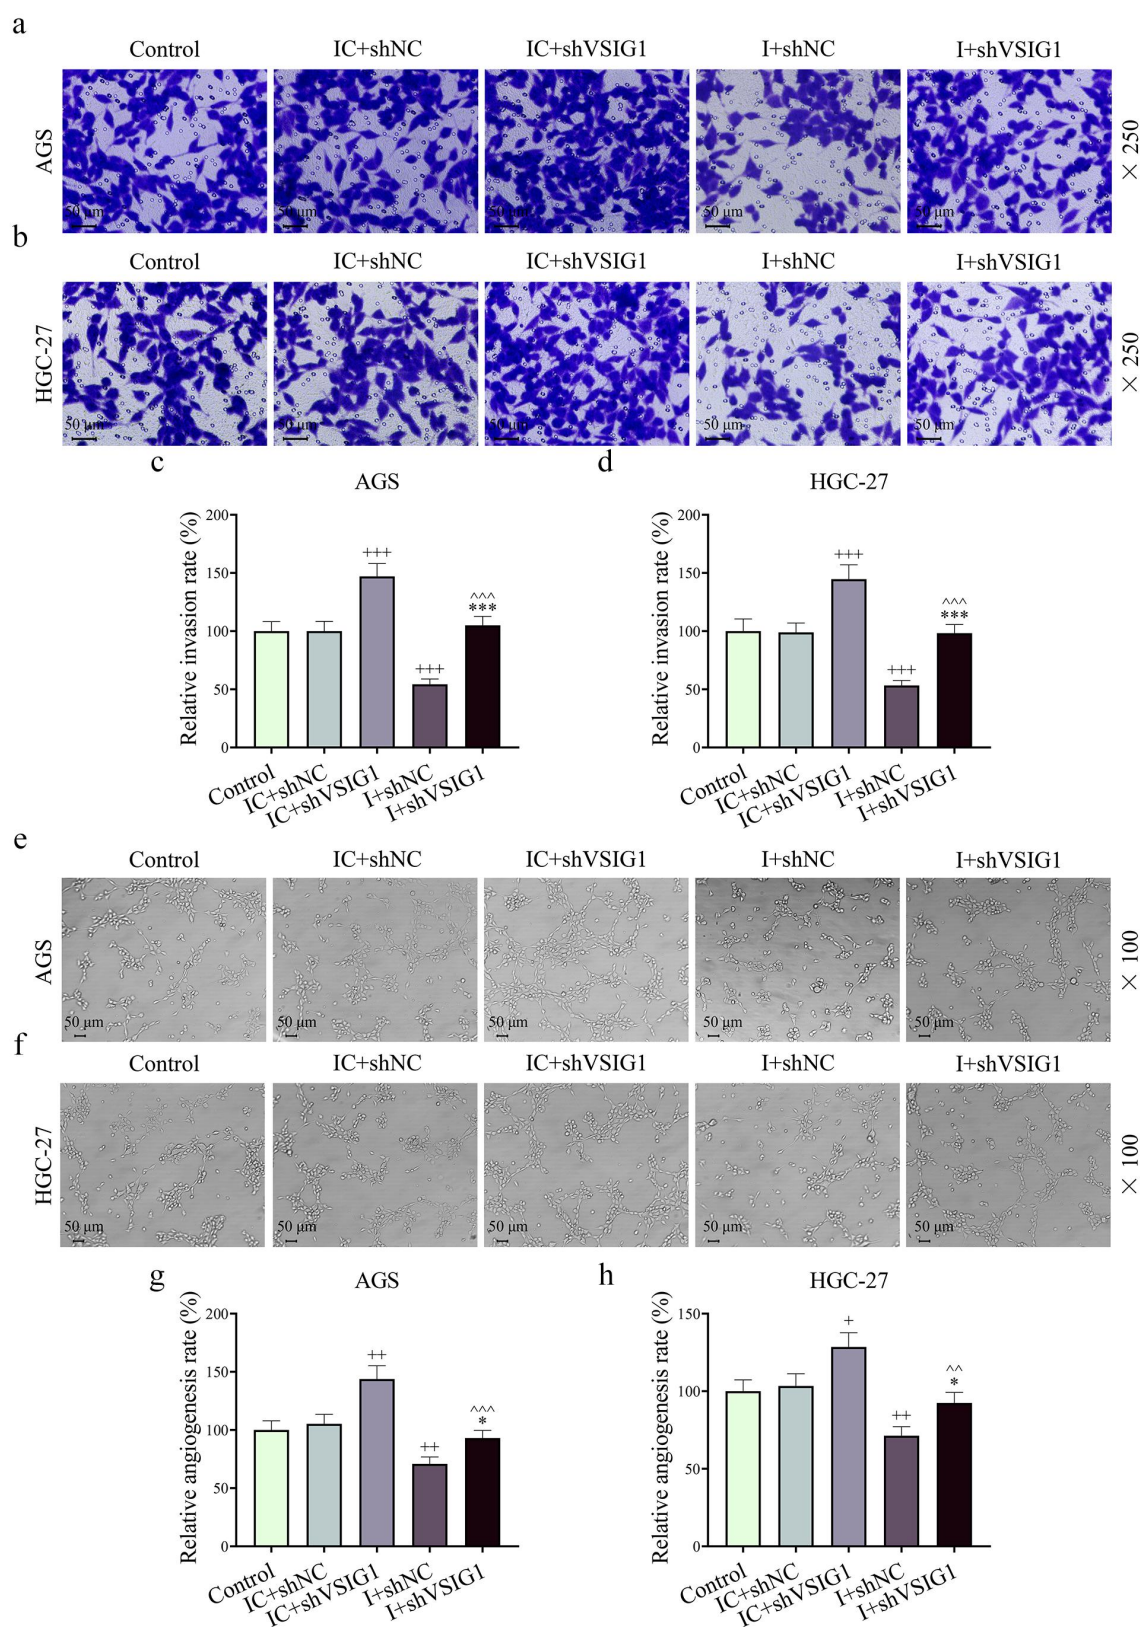 a
Control IC+shNC IC+shVSIG1 I+shNC I+shVSIG1
AGS
50 μm 50 μm 50 μm 50 μm 50 μm
× 250
b
Control IC+shNC IC+shVSIG1 I+shNC I+shVSIG1
HGC-27
50 μm 50 μm 50 μm 50 μm 50 μm
× 250
c
AGS
Relative invasion rate (%)
200
150
100
50
0
+++
+++
^^^
***
Control IC+shNC IC+shVSIG1 I+shNC I+shVSIG1
d
HGC-27
Relative invasion rate (%)
200
150
100
50
0
+++
+++
^^^
***
Control IC+shNC IC+shVSIG1 I+shNC I+shVSIG1
e
Control IC+shNC IC+shVSIG1 I+shNC I+shVSIG1
AGS
50 μm 50 μm 50 μm 50 μm 50 μm
× 100
f
Control IC+shNC IC+shVSIG1 I+shNC I+shVSIG1
HGC-27
50 μm 50 μm 50 μm 50 μm 50 μm
× 100
g
AGS
Relative angiogenesis rate (%)
200
150
100
50
0
++
++
^^^
*
Control IC+shNC IC+shVSIG1 I+shNC I+shVSIG1
h
HGC-27
Relative angiogenesis rate (%)
150
100
50
0
+
++
^^
*
Control IC+shNC IC+shVSIG1 I+shNC I+shVSIG1